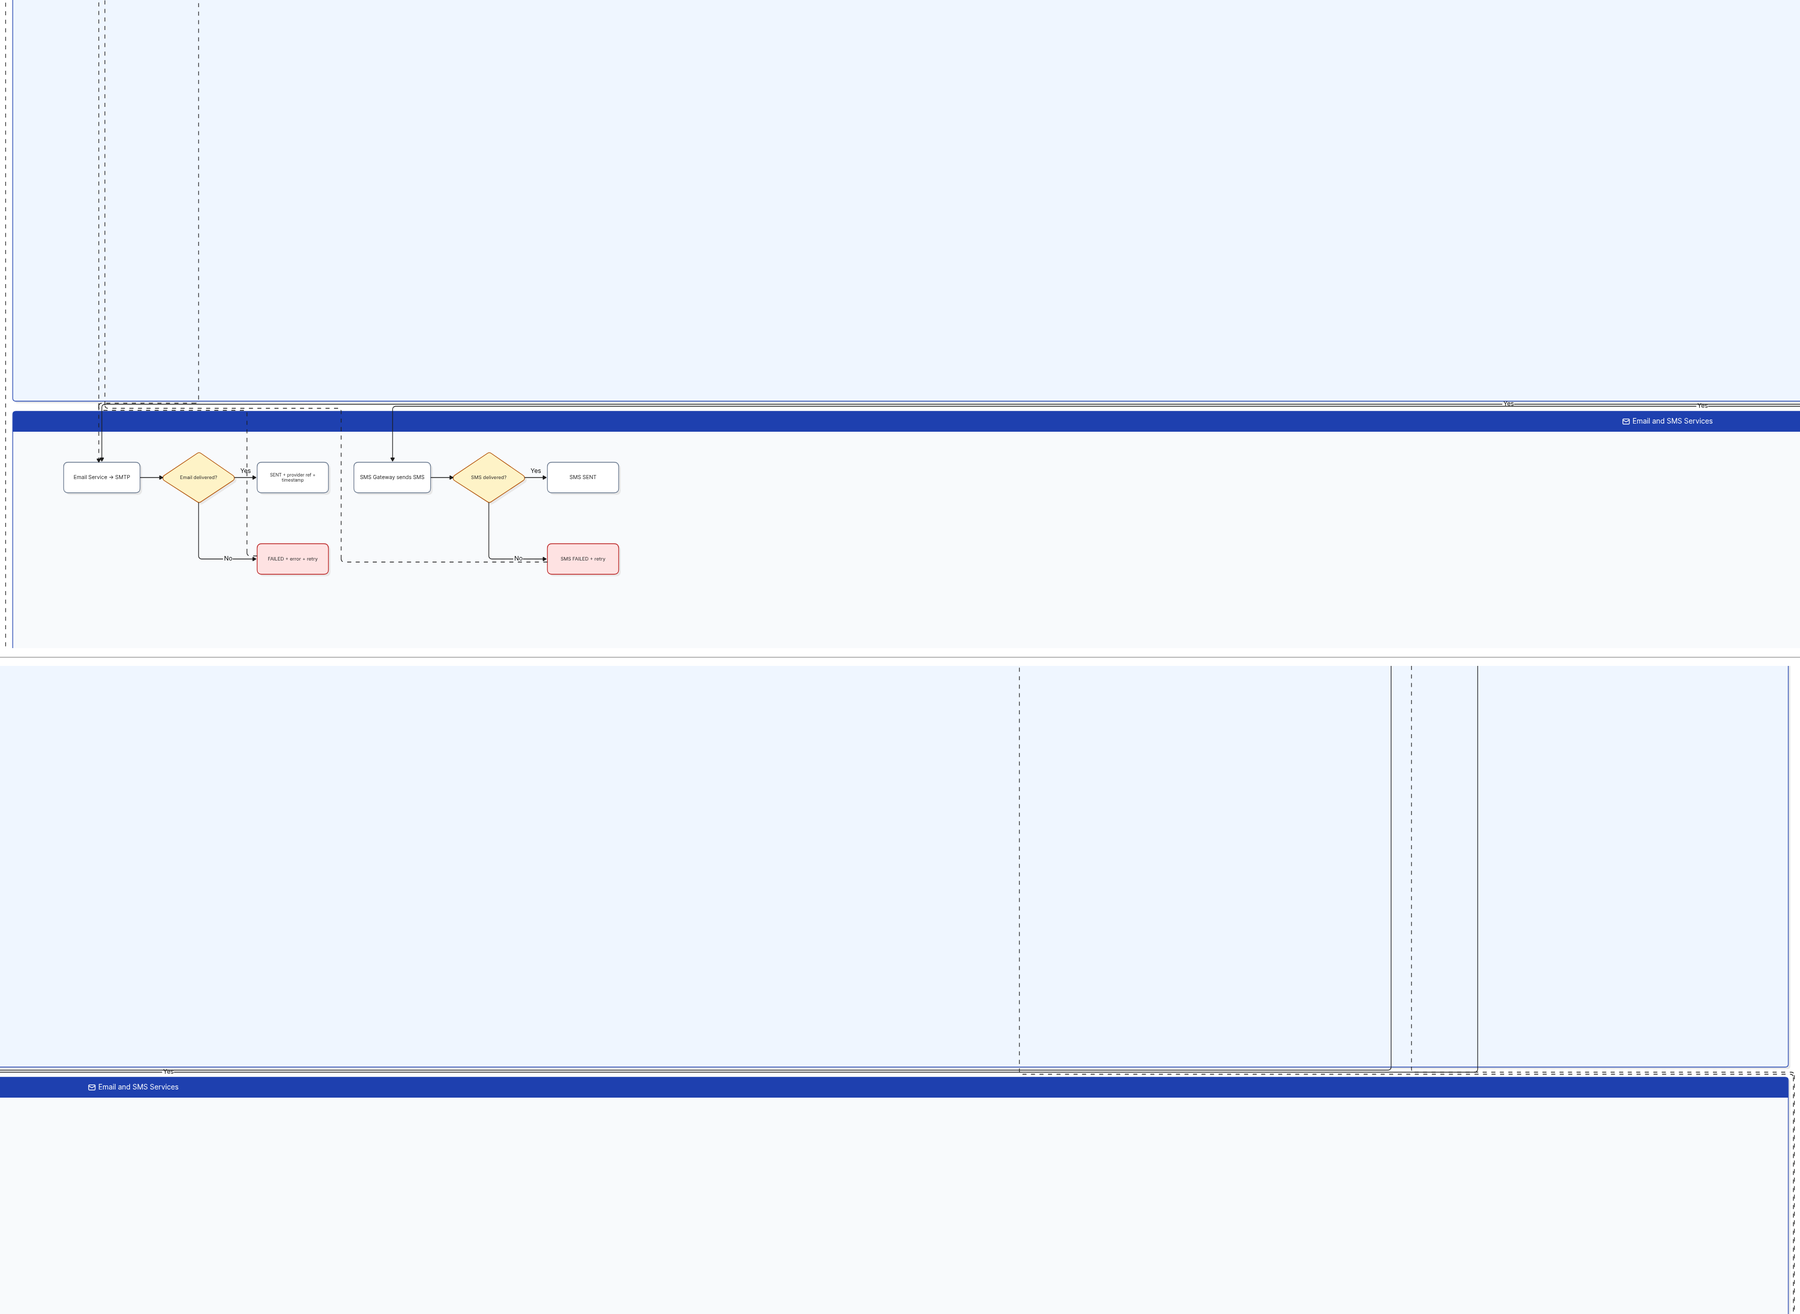 Yes
Yes
Email and SMS Services
Email Service → SMTP
Email delivered?
Yes
SENT + provider ref +
timestamp
SMS Gateway sends SMS
SMS delivered?
Yes
SMS SENT
No
FAILED + error + retry
No
SMS FAILED + retry
Yes
Email and SMS Services